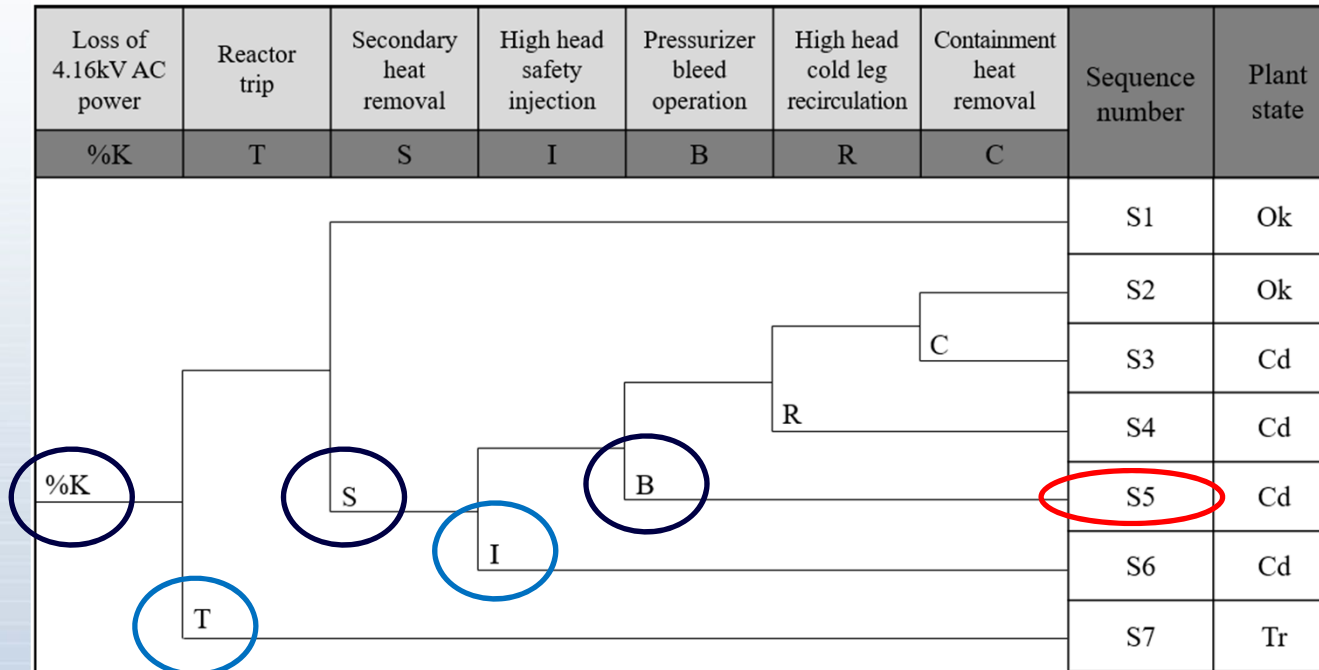 Loss of
4.16kV AC
power
Reactor
trip
Secondary
heat
removal
High head
safety
injection
Pressurizer
bleed
operation
High head
cold leg
recirculation
Containment
heat
removal
Sequence
number
Plant
state
%K
T
S
I
B
R
C
S1
Ok
S2
Ok
C
S3
Cd
R
S4
Cd
%K
S
B
S5
Cd
I
S6
Cd
T
S7
Tr